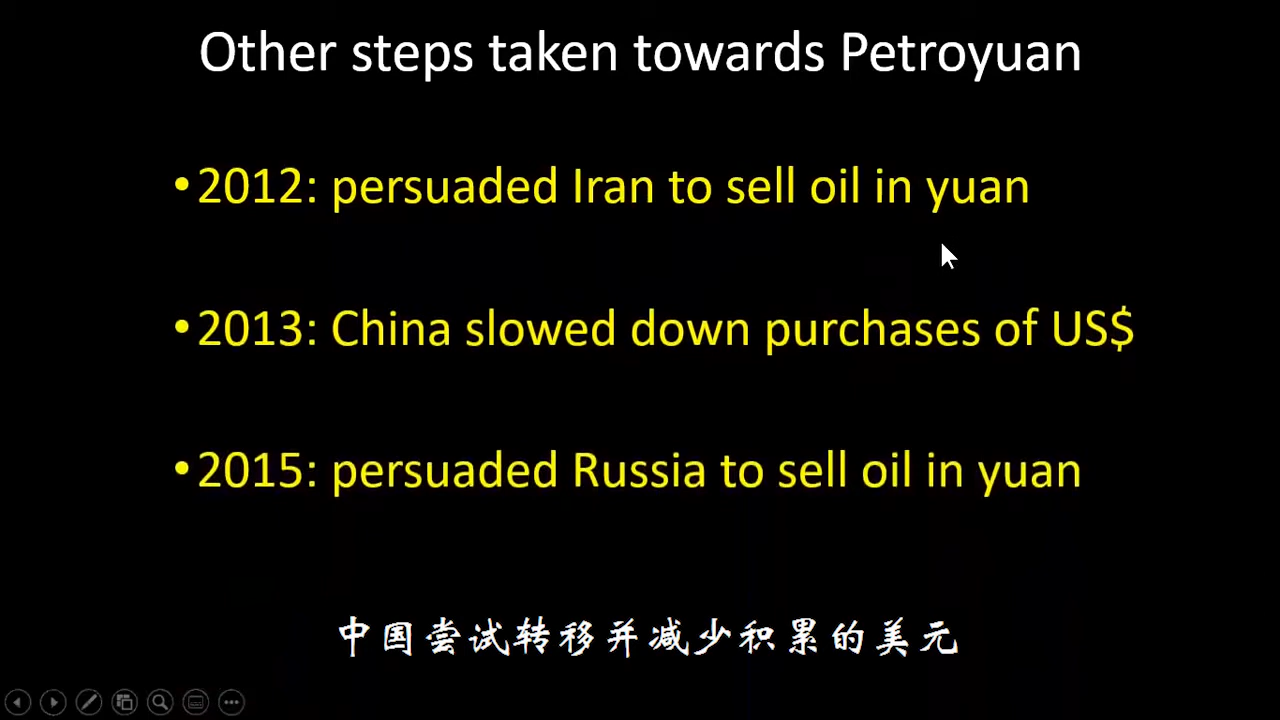 Other steps taken towards Petroyuan
•2012: persuaded Iran to sell oil in yuan
•2013: China slowed down purchases of US$
•2015: persuaded Russia to sell oil in yuan
中国尝试转移并减少积累的美元